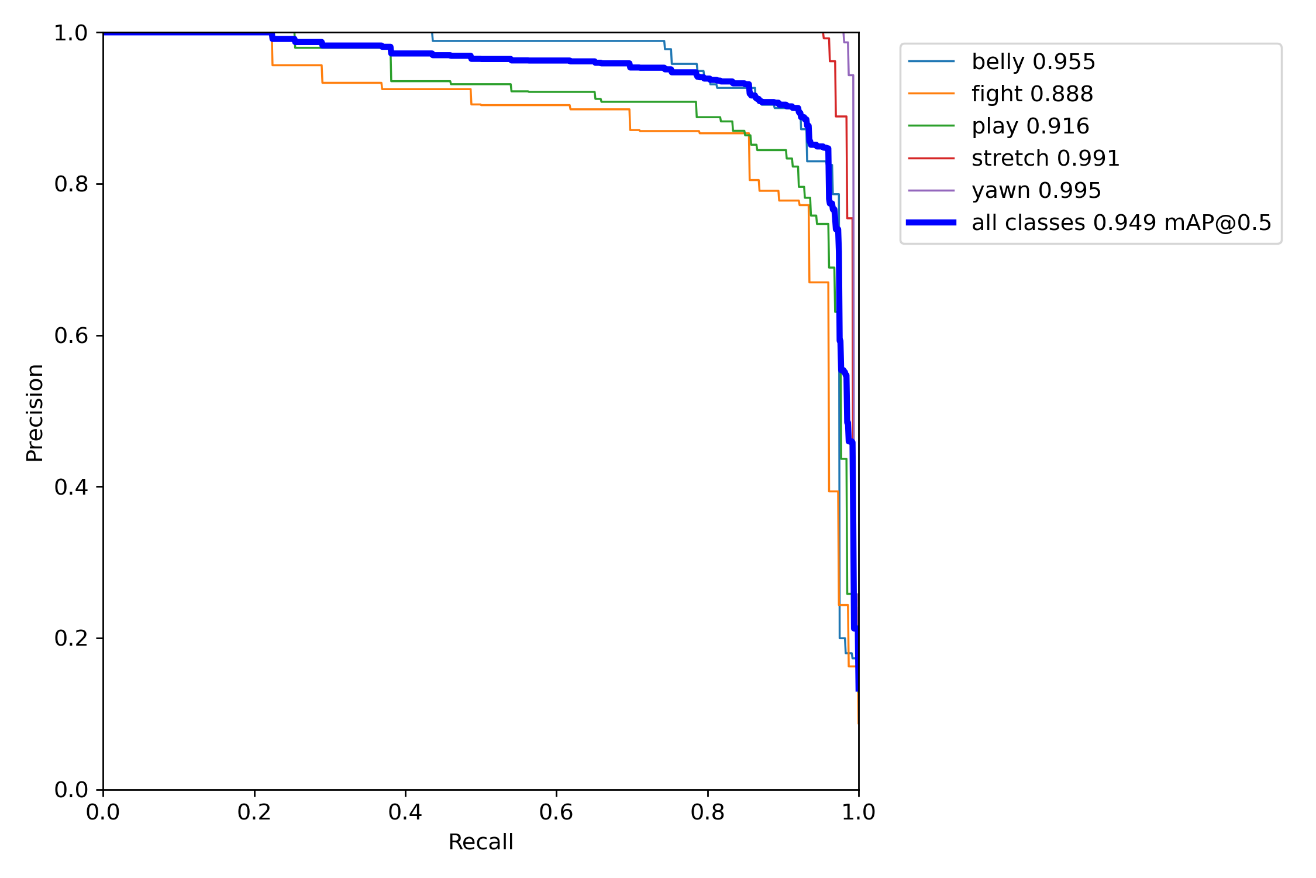 1.0
0.8
0.6
0.4
0.2
0.0
Precision
0.0 0.2 0.4 0.6 0.8 1.0
Recall
belly 0.955
fight 0.888
play 0.916
stretch 0.991
yawn 0.995
all classes 0.949 mAP@0.5